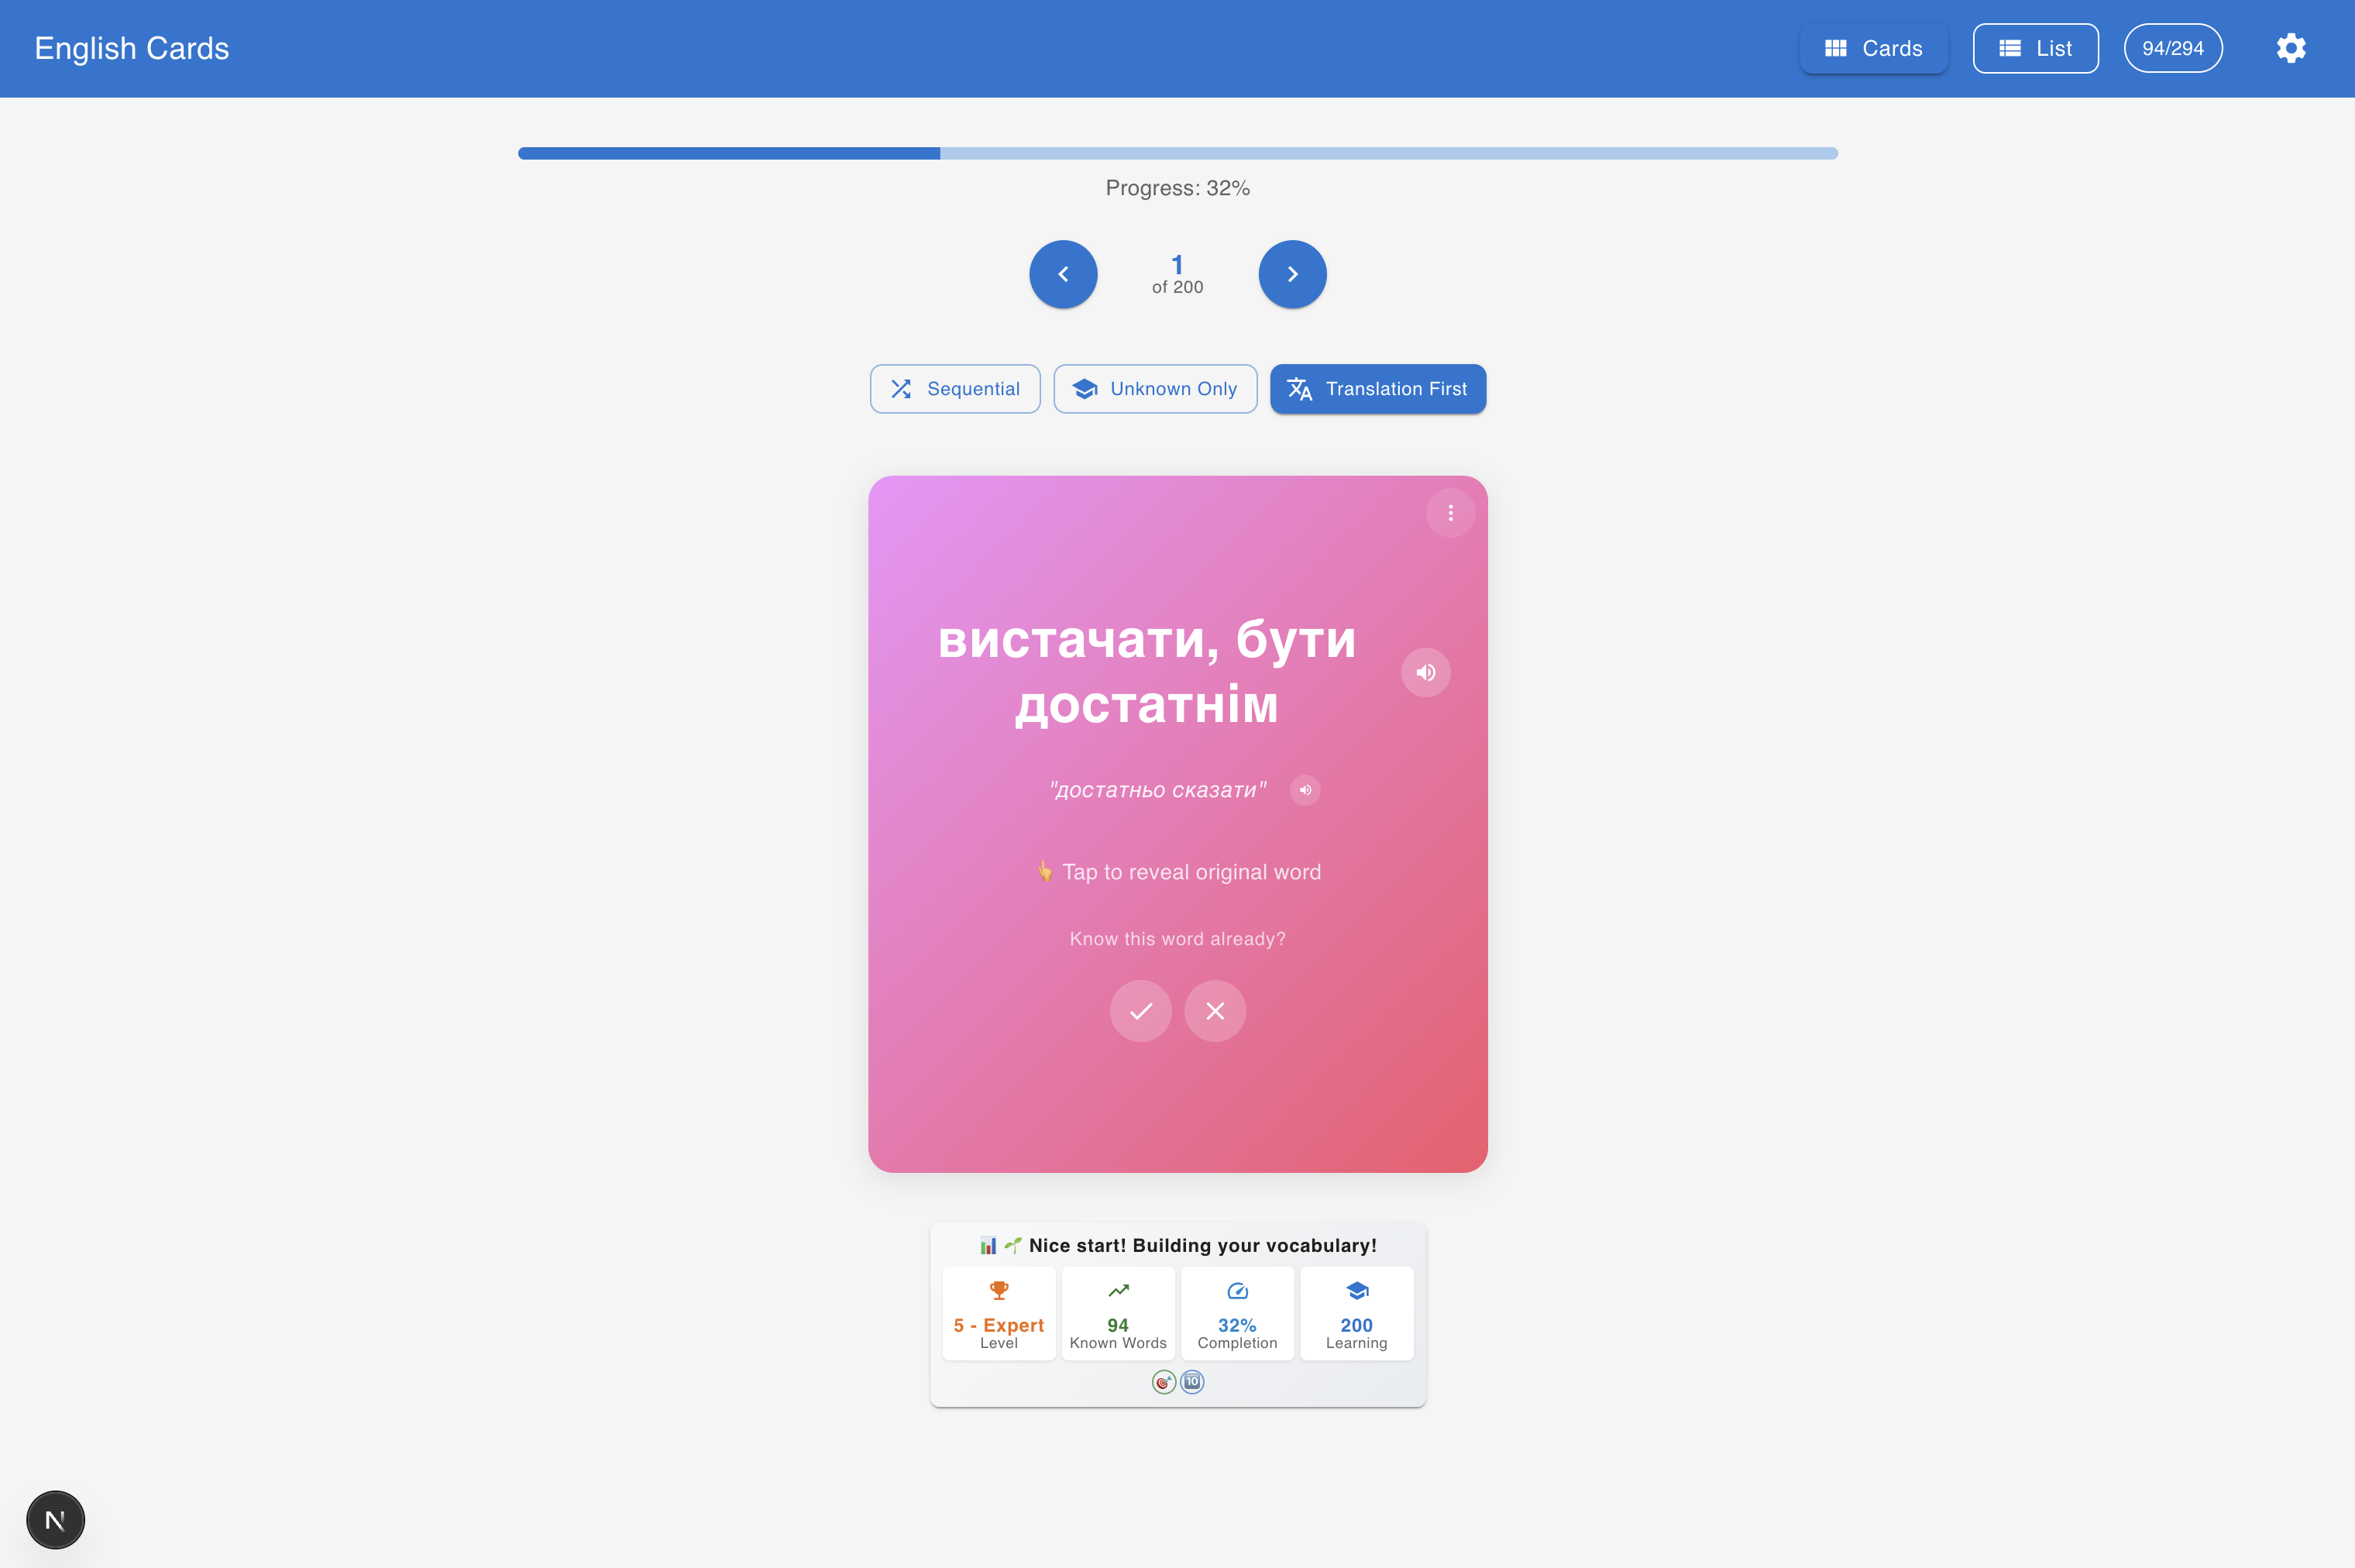 English Cards
Cards
List
94/294
Progress: 32%
1
of 200
Sequential
Unknown Only
Translation First
вистачати, бути
достатнім
"достатньо сказати"
👆 Tap to reveal original word
Know this word already?
📊 🌱 Nice start! Building your vocabulary!
5 - Expert
Level
94
Known Words
32%
Completion
200
Learning
🎯 🔟
N